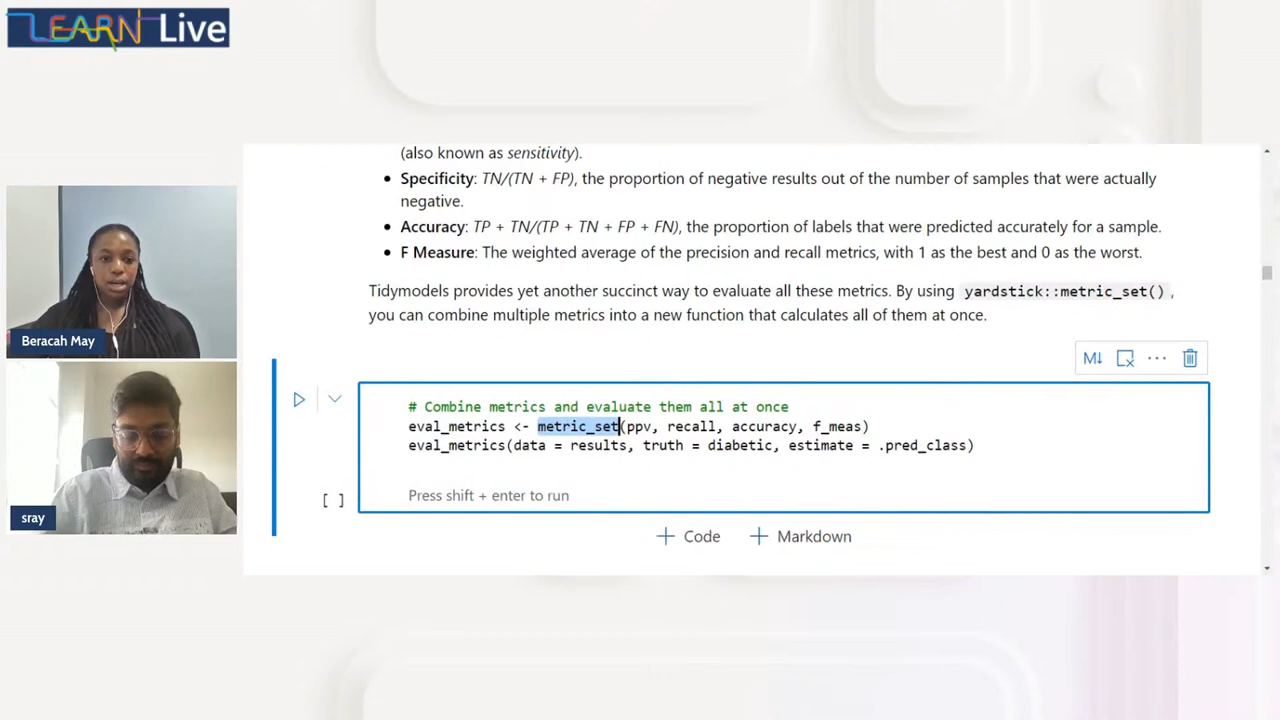 LEARN Live
(also known as sensitivity).
• Specificity: TN/(TN + FP), the proportion of negative results out of the number of samples that were actually
negative.
• Accuracy: TP + TN/(TP + TN + FP + FN), the proportion of labels that were predicted accurately for a sample.
• F Measure: The weighted average of the precision and recall metrics, with 1 as the best and 0 as the worst.
Tidymodels provides yet another succinct way to evaluate all these metrics. By using yardstick::metric_set(),
you can combine multiple metrics into a new function that calculates all of them at once.
M↓
# Combine metrics and evaluate them all at once
eval_metrics <- metric_set(ppv, recall, accuracy, f_meas)
eval_metrics(data = results, truth = diabetic, estimate = .pred_class)
[ ]
Press shift + enter to run
+ Code + Markdown
Beracah May
sray